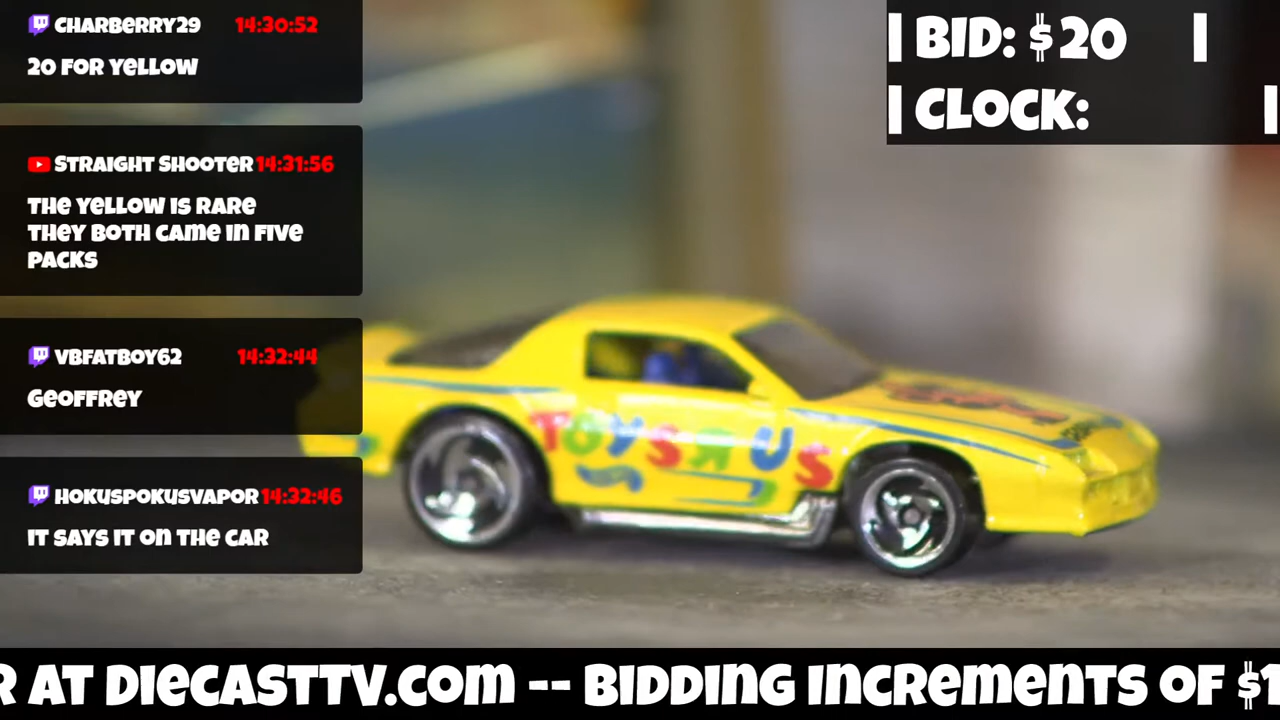 CHARBERRY29 14:30:52
20 FOR YELLOW
STRAIGHT SHOOTER 14:31:56
THE YELLOW IS RARE
THEY BOTH CAME IN FIVE
PACKS
VBFATBOY62 14:32:44
GEOFFREY
HOKUSPOKUSVAPOR 14:32:46
IT SAYS IT ON THE CAR
| BID: $20 |
| CLOCK: |
TOYS R US
R AT DIECASTTV.COM -- BIDDING INCREMENTS OF $1